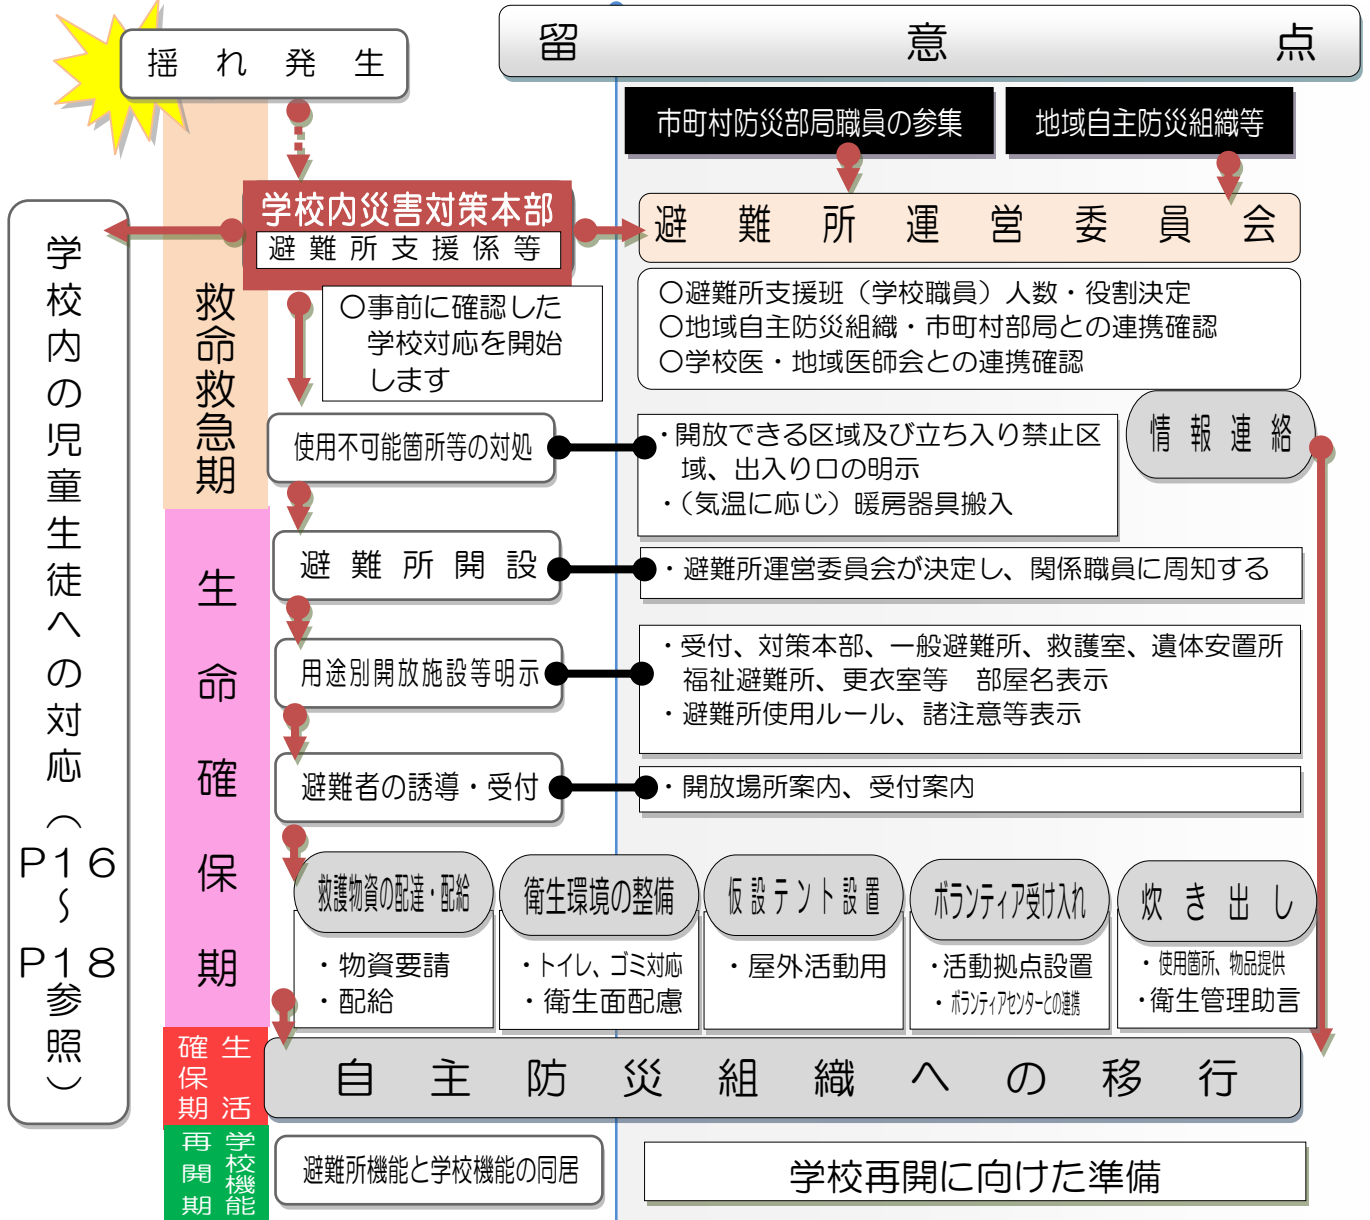 揺れ発生
留意点
市町村防災部局職員の参集
地域自主防災組織等
学校内災害対策本部
避難所支援係等
避難所運営委員会
学校内の児童生徒への対応（P16～P18参照）
救命救急期
〇事前に確認した
学校対応を開始
します
〇避難所支援班（学校職員）人数・役割決定
〇地域自主防災組織・市町村部局との連携確認
〇学校医・地域医師会との連携確認
情報連絡
使用不可能箇所等の対処
・開放できる区域及び立ち入り禁止区
域、出入り口の明示
・（気温に応じ）暖房器具搬入
生命確保期
避難所開設
・避難所運営委員会が決定し、関係職員に周知する
用途別開放施設等明示
・受付、対策本部、一般避難所、救護室、遺体安置所
福祉避難所、更衣室等　部屋名表示
・避難所使用ルール、諸注意等表示
避難者の誘導・受付
・開放場所案内、受付案内
救護物資の配達・配給
・物資要請
・配給
衛生環境の整備
・トイレ、ゴミ対応
・衛生面配慮
仮設テント設置
・屋外活動用
ボランティア受け入れ
・活動拠点設置
・ボランティアセンターとの連携
炊き出し
・使用箇所、物品提供
・衛生管理助言
生活確保期
自主防災組織への移行
学校機能再開期
避難所機能と学校機能の同居
学校再開に向けた準備